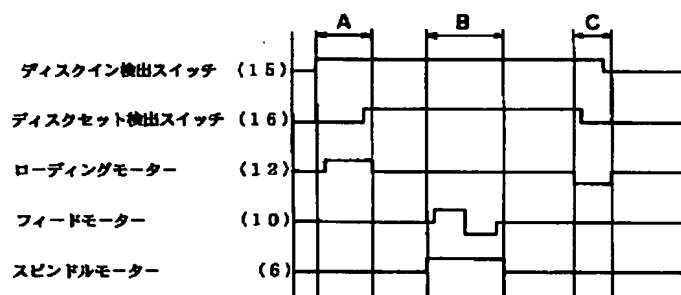 A B C
ディスクイン検出スイッチ (15)
ディスクセット検出スイッチ (16)
ローディングモーター (12)
フィードモーター (10)
スピンドルモーター (6)